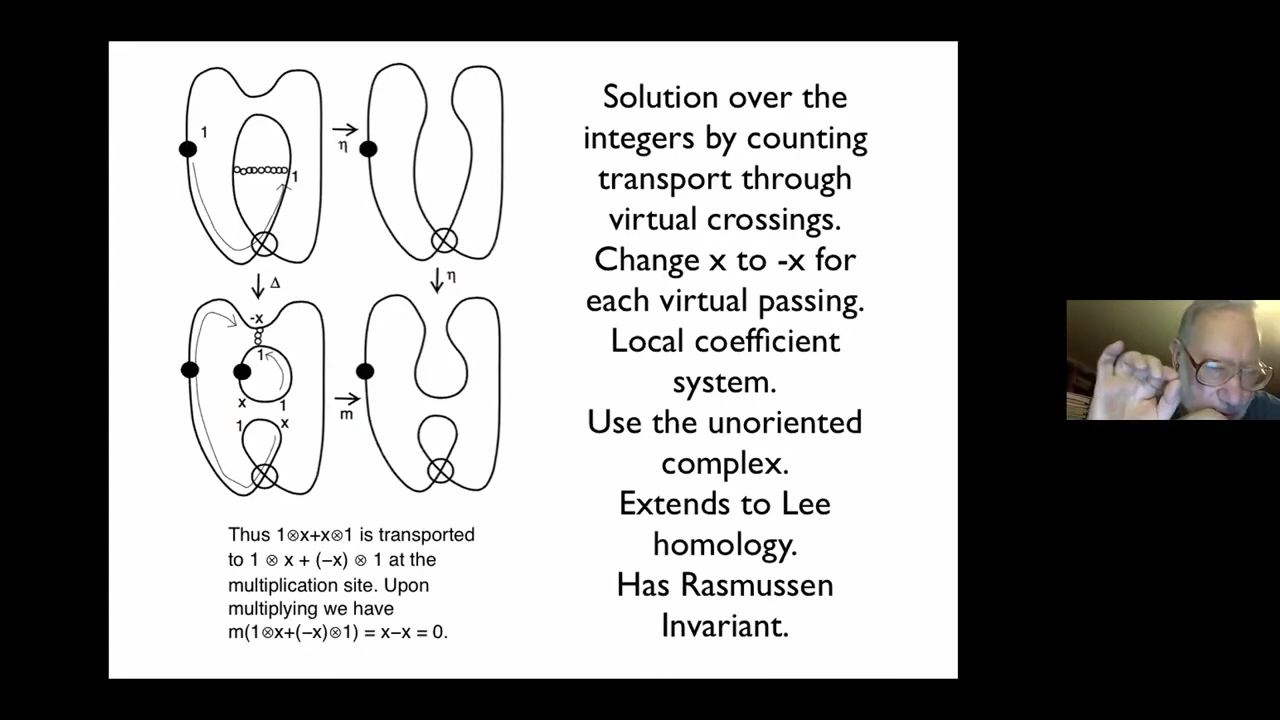 1
→
η
1
↓ Δ
↓ η
-x
1
x
1
1
x
→
m
Thus 1⊗x+x⊗1 is transported
to 1 ⊗ x + (−x) ⊗ 1 at the
multiplication site. Upon
multiplying we have
m(1⊗x+(−x)⊗1) = x−x = 0.
Solution over the
integers by counting
transport through
virtual crossings.
Change x to -x for
each virtual passing.
Local coefficient
system.
Use the unoriented
complex.
Extends to Lee
homology.
Has Rasmussen
Invariant.